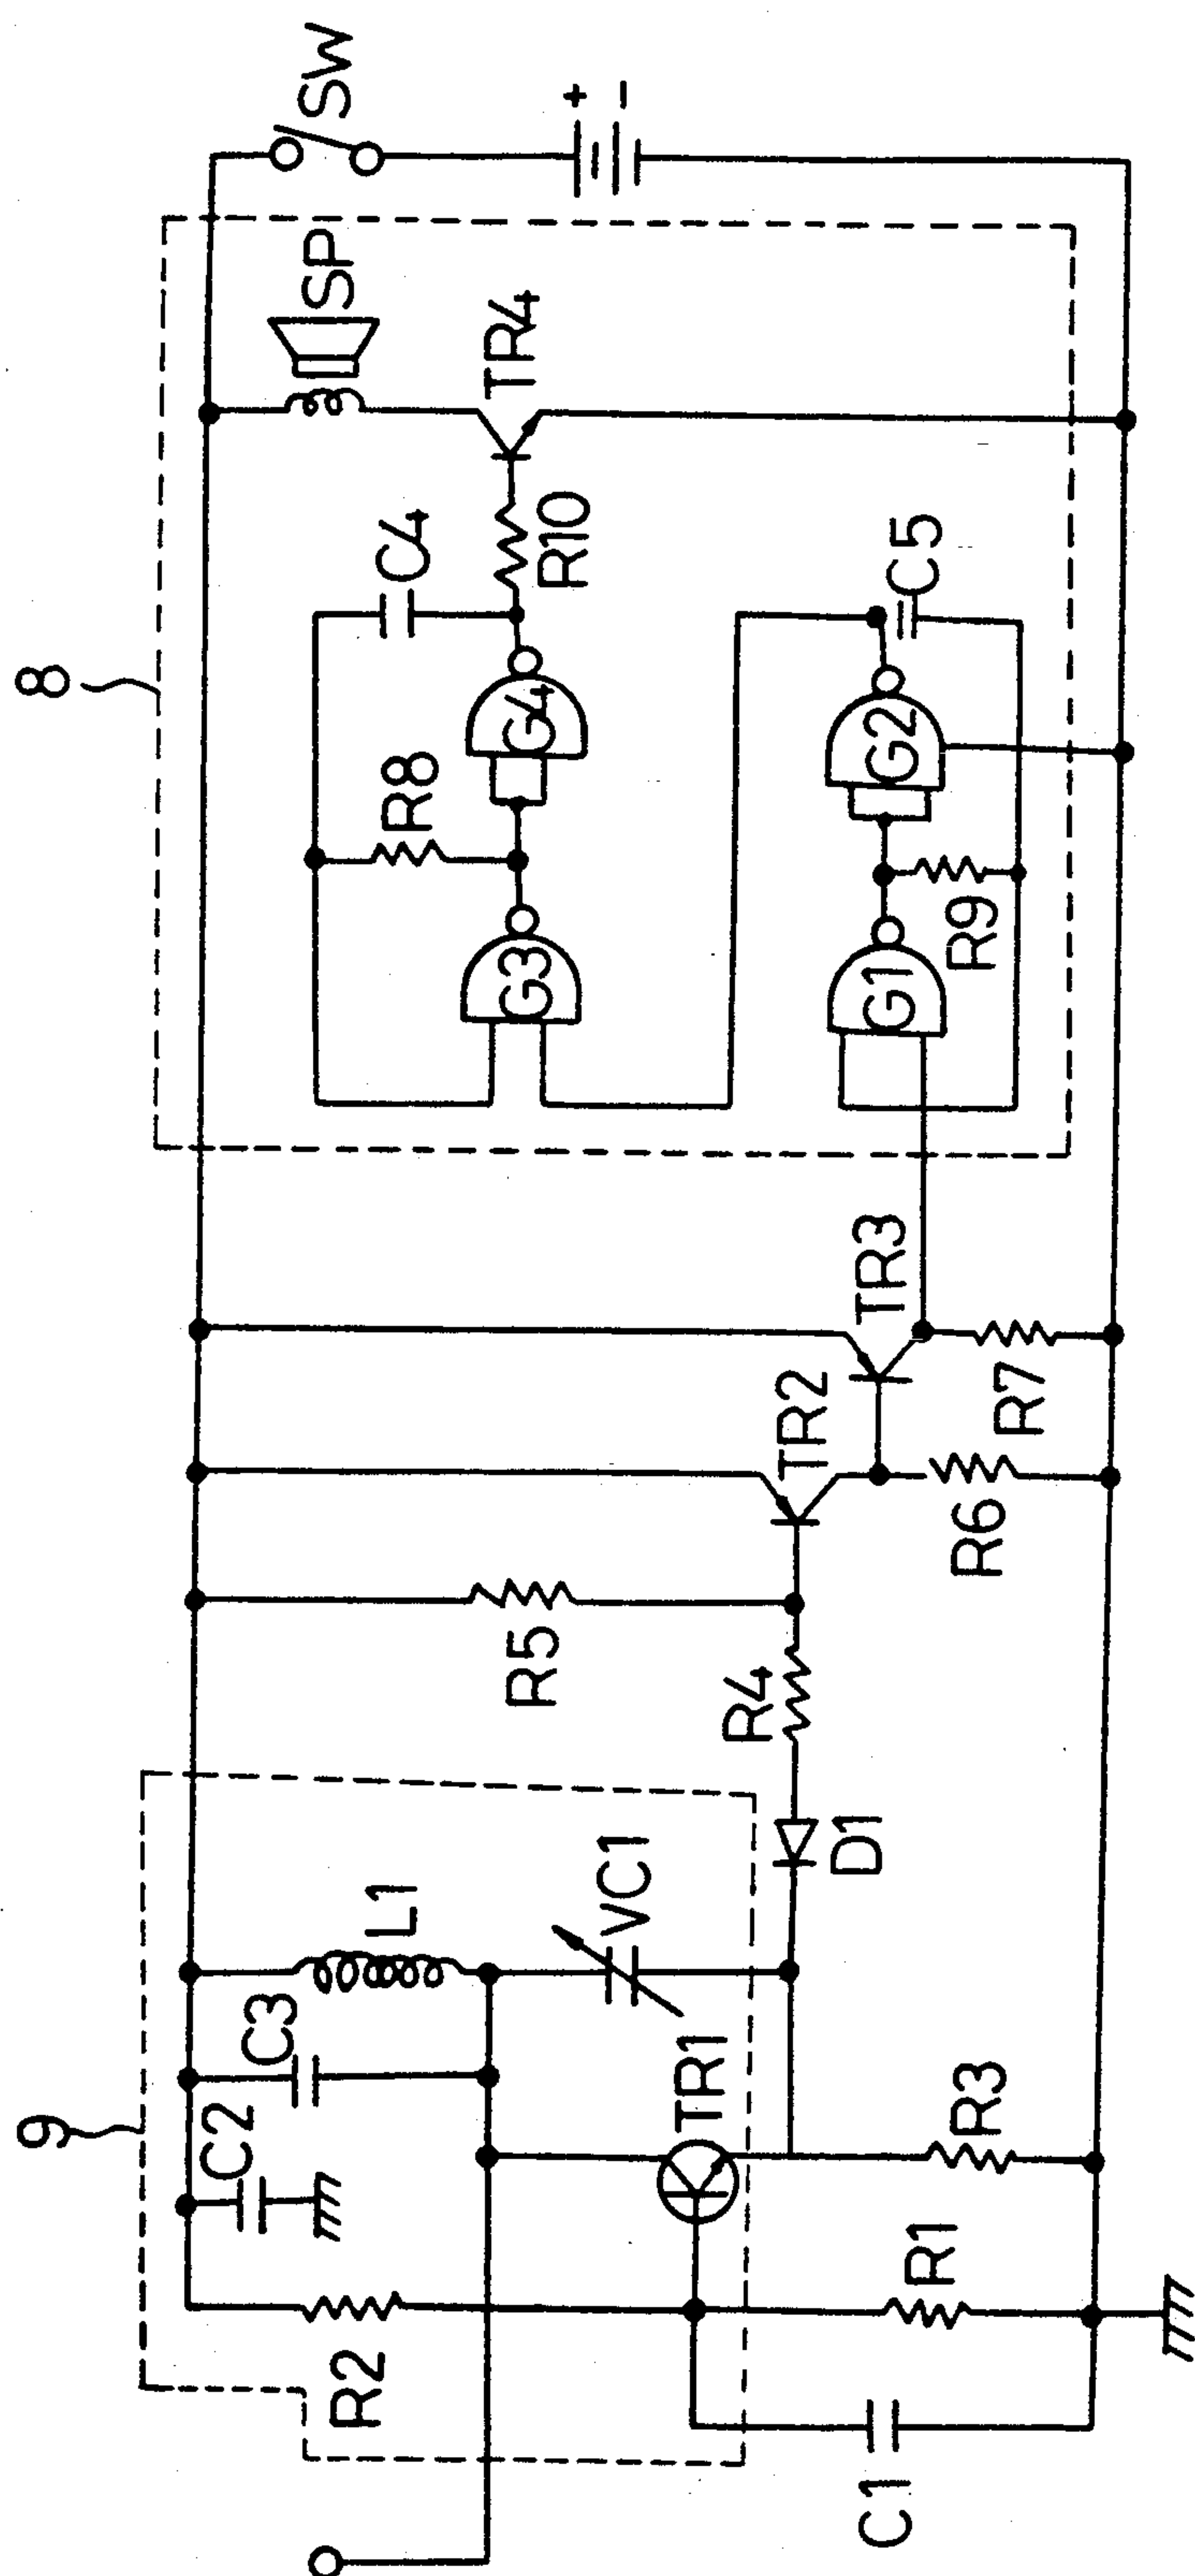 8
SW
+
-
SP
TR4
C4
R10
G4
R8
G3
C5
G2
R9
G1
TR3
TR2
R7
R6
R5
R4
D1
9
L1
VC1
C3
C2
TR1
R3
R2
R1
C1